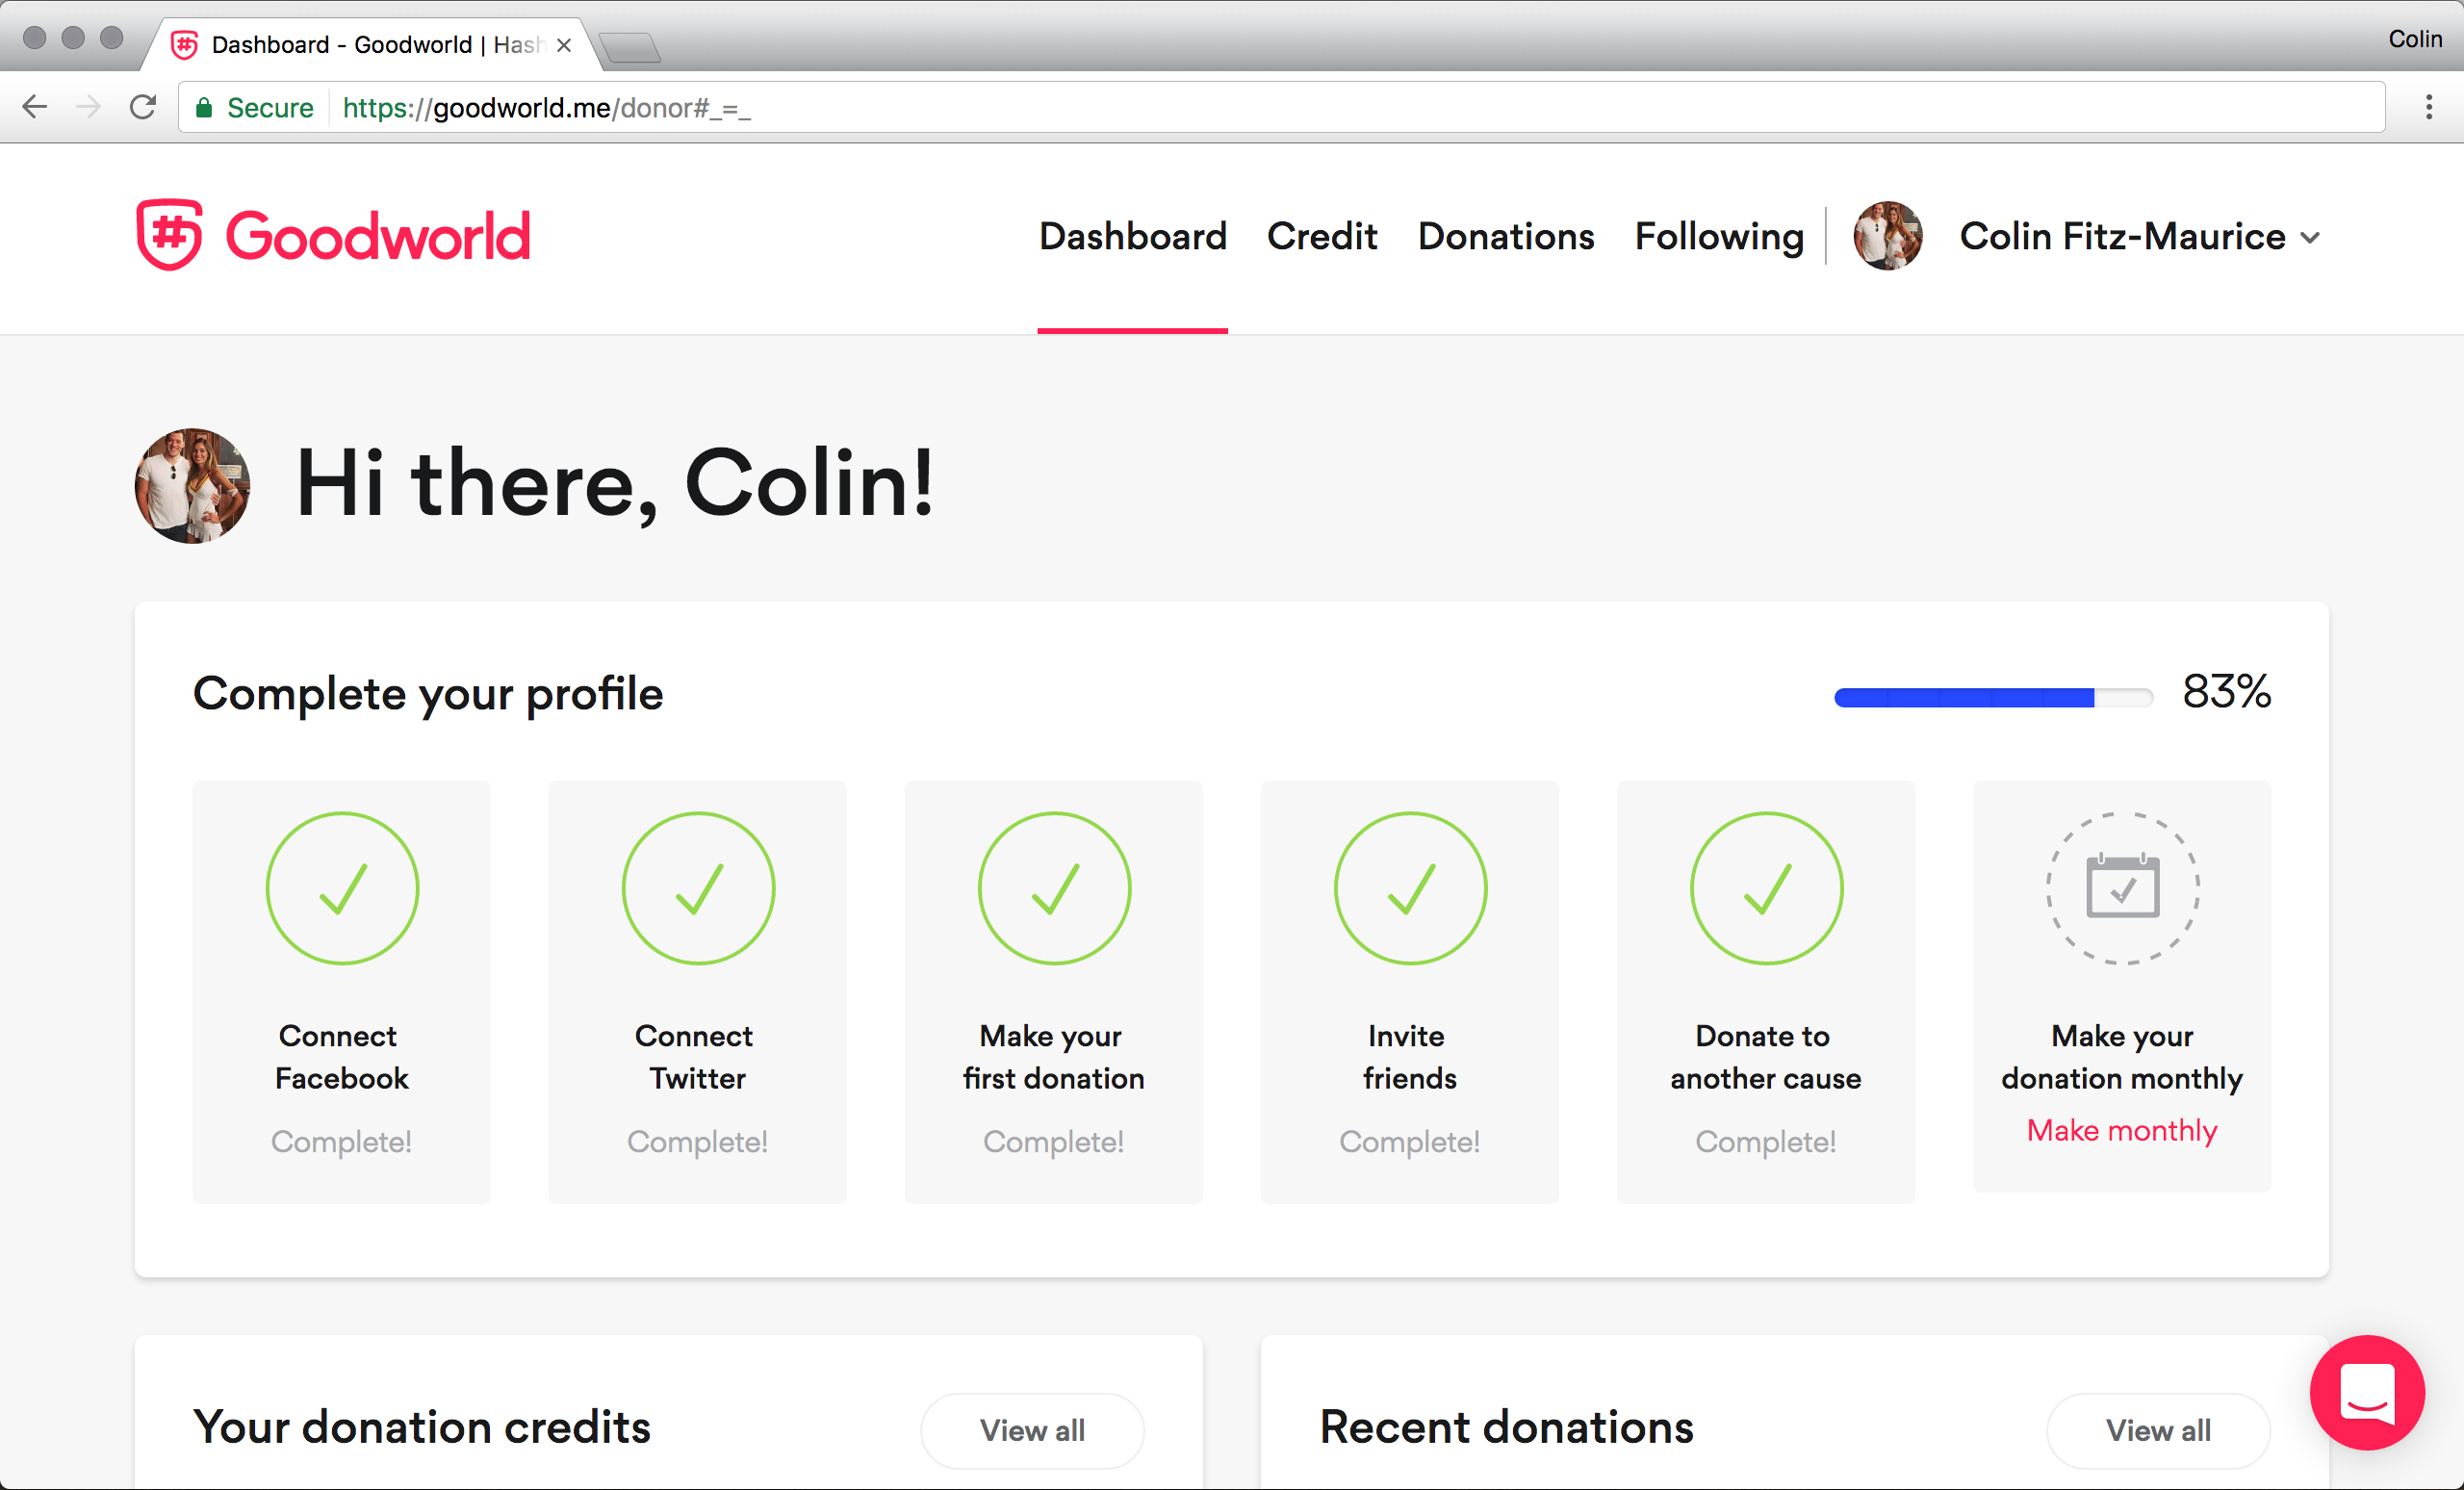 Dashboard - Goodworld | Hash
Colin
Secure https://goodworld.me/donor#_=_
# Goodworld
Dashboard Credit Donations Following Colin Fitz-Maurice
Hi there, Colin!
Complete your profile 83%
Connect
Facebook
Complete!
Connect
Twitter
Complete!
Make your
first donation
Complete!
Invite
friends
Complete!
Donate to
another cause
Complete!
Make your
donation monthly
Make monthly
Your donation credits View all
Recent donations View all